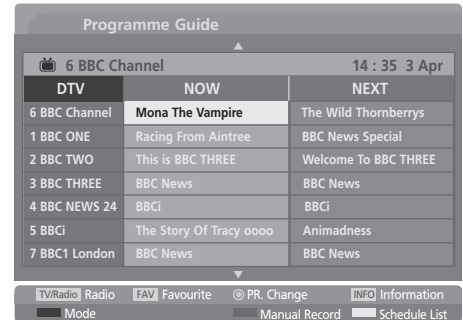 Programme Guide
6 BBC Channel 14 : 35 3 Apr
DTV NOW NEXT
6 BBC Channel Mona The Vampire The Wild Thornberrys
1 BBC ONE Racing From Aintree BBC News Special
2 BBC TWO This is BBC THREE Welcome To BBC THREE
3 BBC THREE BBC News BBC News
4 BBC NEWS 24 BBCi BBCi
5 BBCi The Story Of Tracy oooo Animadness
7 BBC1 London BBC News BBC News
TV/Radio Radio FAV Favourite PR. Change INFO Information
Mode Manual Record Schedule List